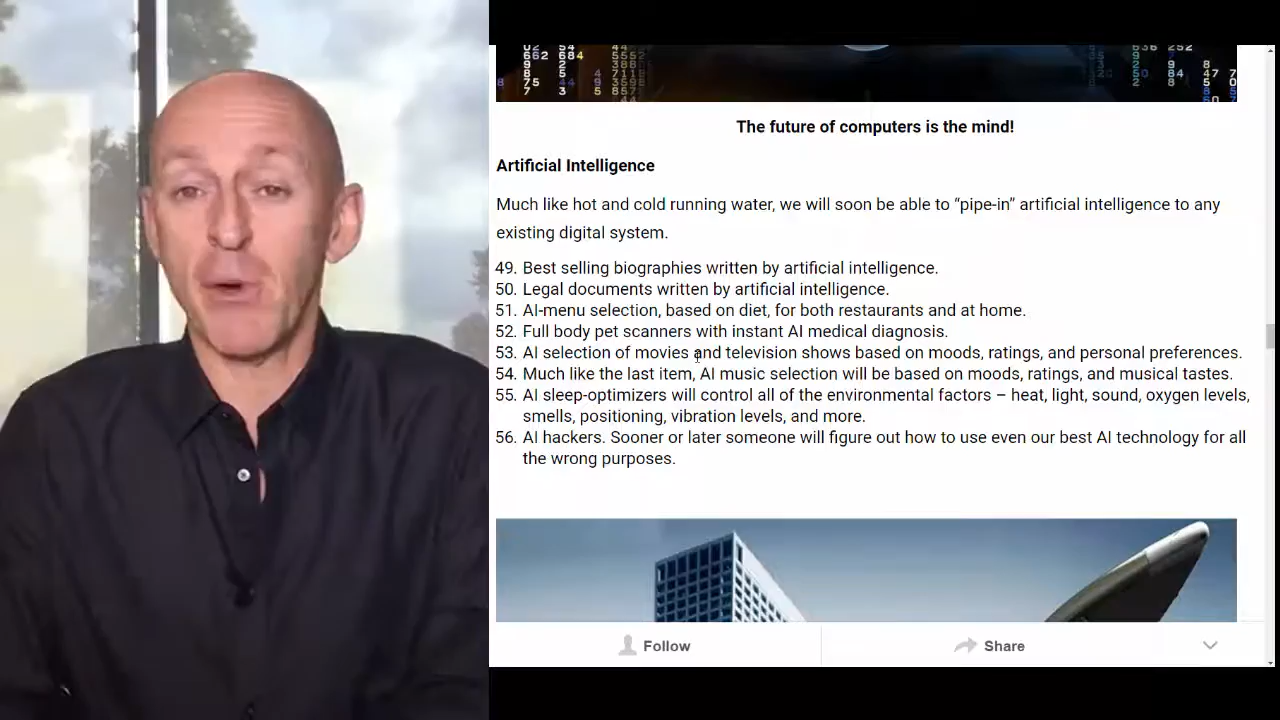 The future of computers is the mind!
Artificial Intelligence
Much like hot and cold running water, we will soon be able to “pipe-in” artificial intelligence to any
existing digital system.
49. Best selling biographies written by artificial intelligence.
50. Legal documents written by artificial intelligence.
51. AI-menu selection, based on diet, for both restaurants and at home.
52. Full body pet scanners with instant AI medical diagnosis.
53. AI selection of movies and television shows based on moods, ratings, and personal preferences.
54. Much like the last item, AI music selection will be based on moods, ratings, and musical tastes.
55. AI sleep-optimizers will control all of the environmental factors – heat, light, sound, oxygen levels,
smells, positioning, vibration levels, and more.
56. AI hackers. Sooner or later someone will figure out how to use even our best AI technology for all
the wrong purposes.
Follow
Share